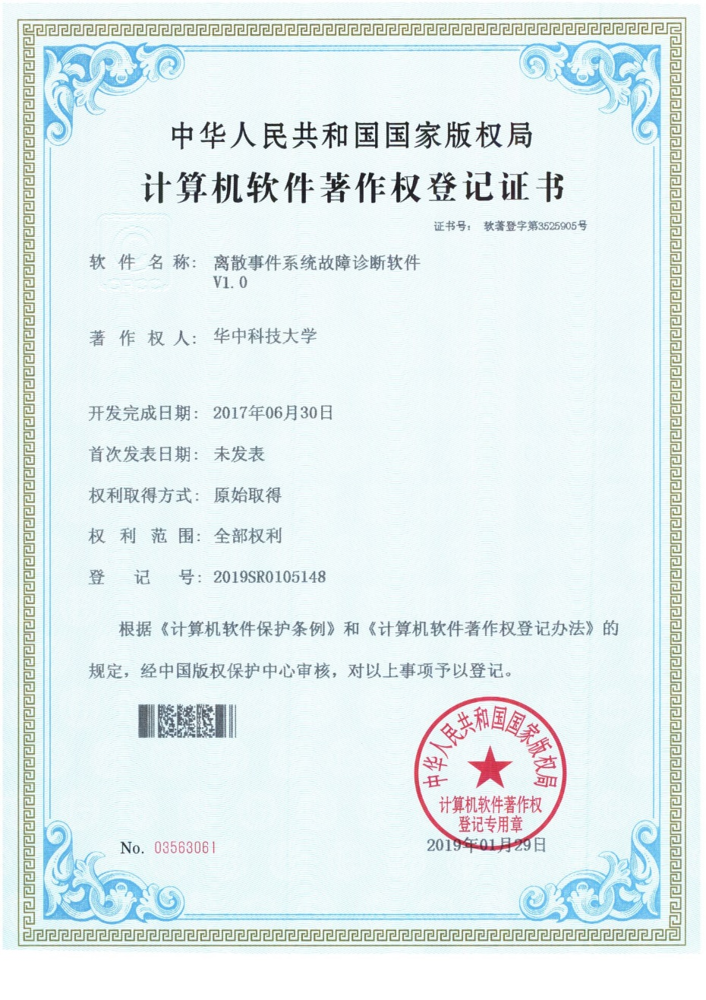 中华人民共和国国家版权局
计算机软件著作权登记证书
证书号： 软著登字第3525905号
软件名称： 离散事件系统故障诊断软件
V1.0
著作权人： 华中科技大学
开发完成日期： 2017年06月30日
首次发表日期： 未发表
权利取得方式： 原始取得
权利范围： 全部权利
登记号： 2019SR0105148
根据《计算机软件保护条例》和《计算机软件著作权登记办法》的
规定，经中国版权保护中心审核，对以上事项予以登记。
中华人民共和国国家版权局
计算机软件著作权
登记专用章
No. 03563061
2019年01月29日